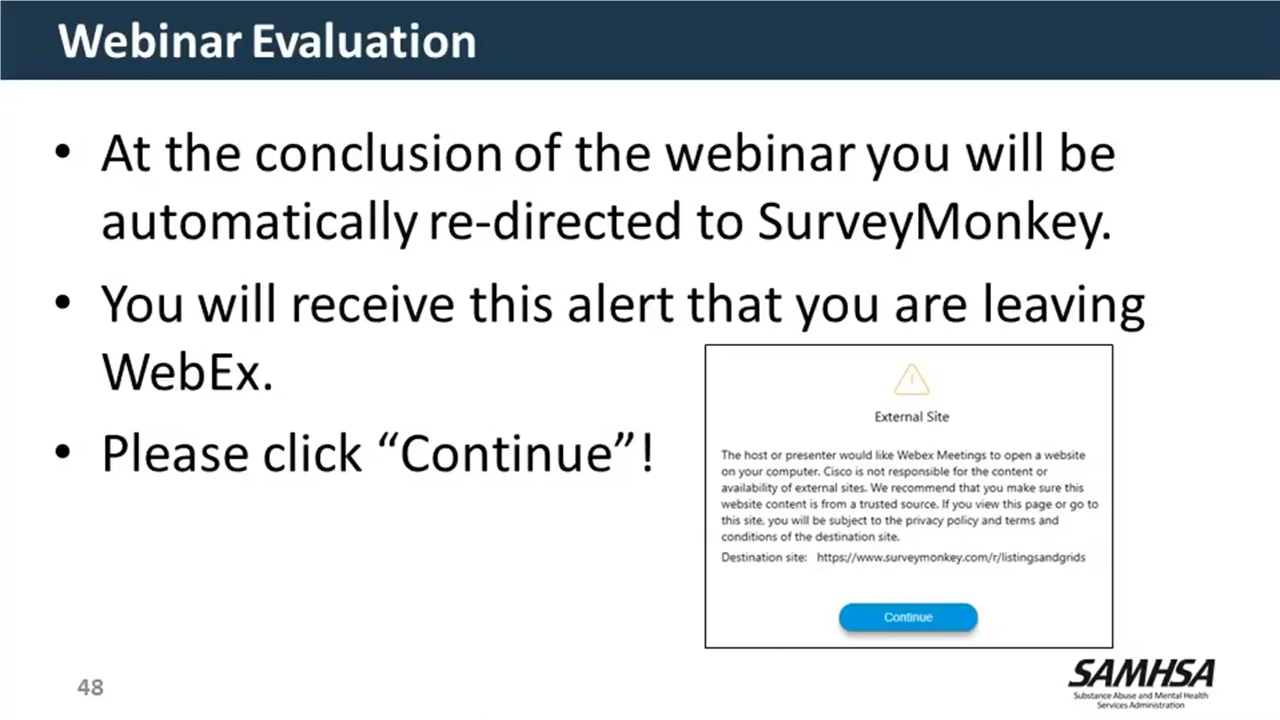 Webinar Evaluation
• At the conclusion of the webinar you will be
automatically re-directed to SurveyMonkey.
• You will receive this alert that you are leaving
WebEx.
• Please click “Continue”!
External Site
The host or presenter would like Webex Meetings to open a website
on your computer. Cisco is not responsible for the content or
availability of external sites. We recommend that you make sure this
website content is from a trusted source. If you view this page or go to
this site, you will be subject to the privacy policy and terms and
conditions of the destination site.
Destination site: https://www.surveymonkey.com/r/listingsandgrids
Continue
48
SAMHSA
Substance Abuse and Mental Health
Services Administration